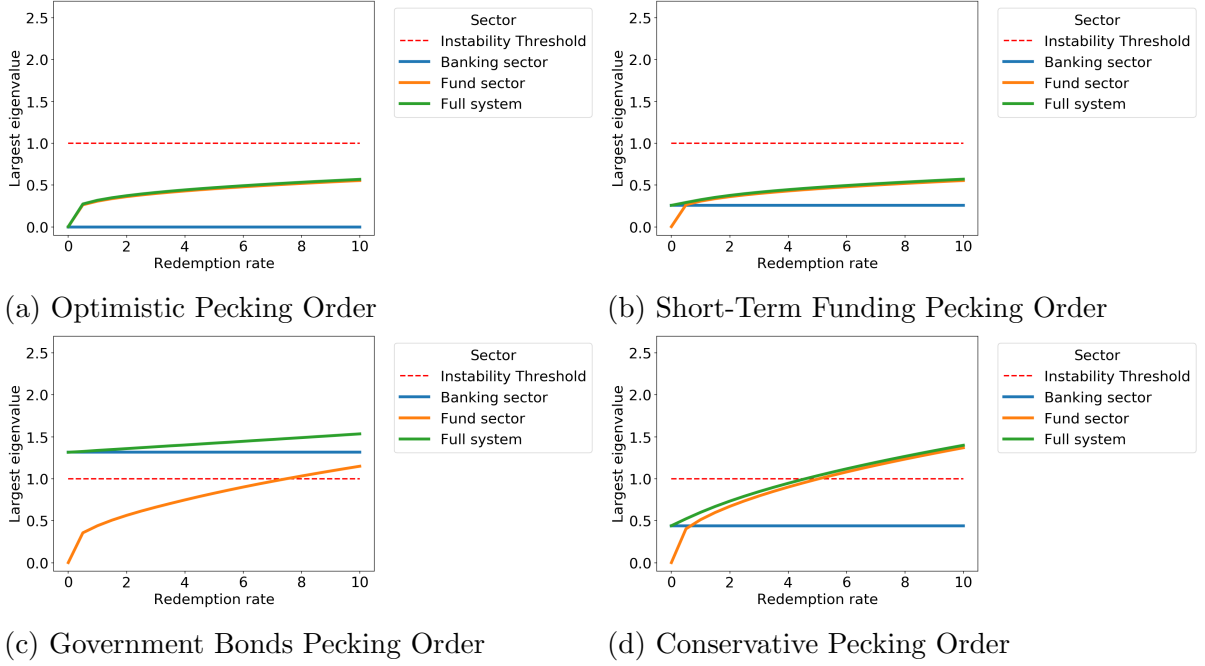 2.5
2.0
1.5
1.0
0.5
0.0
Largest eigenvalue
0 2 4 6 8 10
Redemption rate
Sector
Instability Threshold
Banking sector
Fund sector
Full system
(a) Optimistic Pecking Order
2.5
2.0
1.5
1.0
0.5
0.0
Largest eigenvalue
0 2 4 6 8 10
Redemption rate
Sector
Instability Threshold
Banking sector
Fund sector
Full system
(b) Short-Term Funding Pecking Order
2.5
2.0
1.5
1.0
0.5
0.0
Largest eigenvalue
0 2 4 6 8 10
Redemption rate
Sector
Instability Threshold
Banking sector
Fund sector
Full system
(c) Government Bonds Pecking Order
2.5
2.0
1.5
1.0
0.5
0.0
Largest eigenvalue
0 2 4 6 8 10
Redemption rate
Sector
Instability Threshold
Banking sector
Fund sector
Full system
(d) Conservative Pecking Order